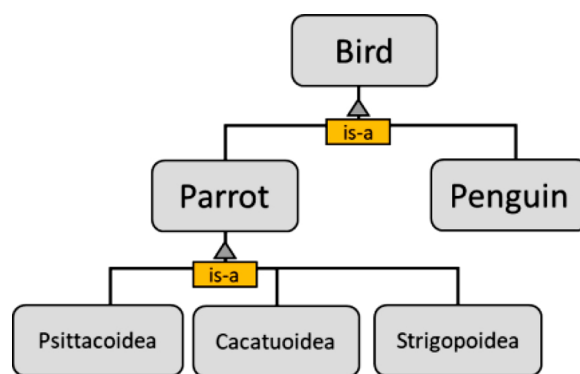 Bird
is-a
Parrot
Penguin
is-a
Psittacoidea
Cacatuoidea
Strigopoidea